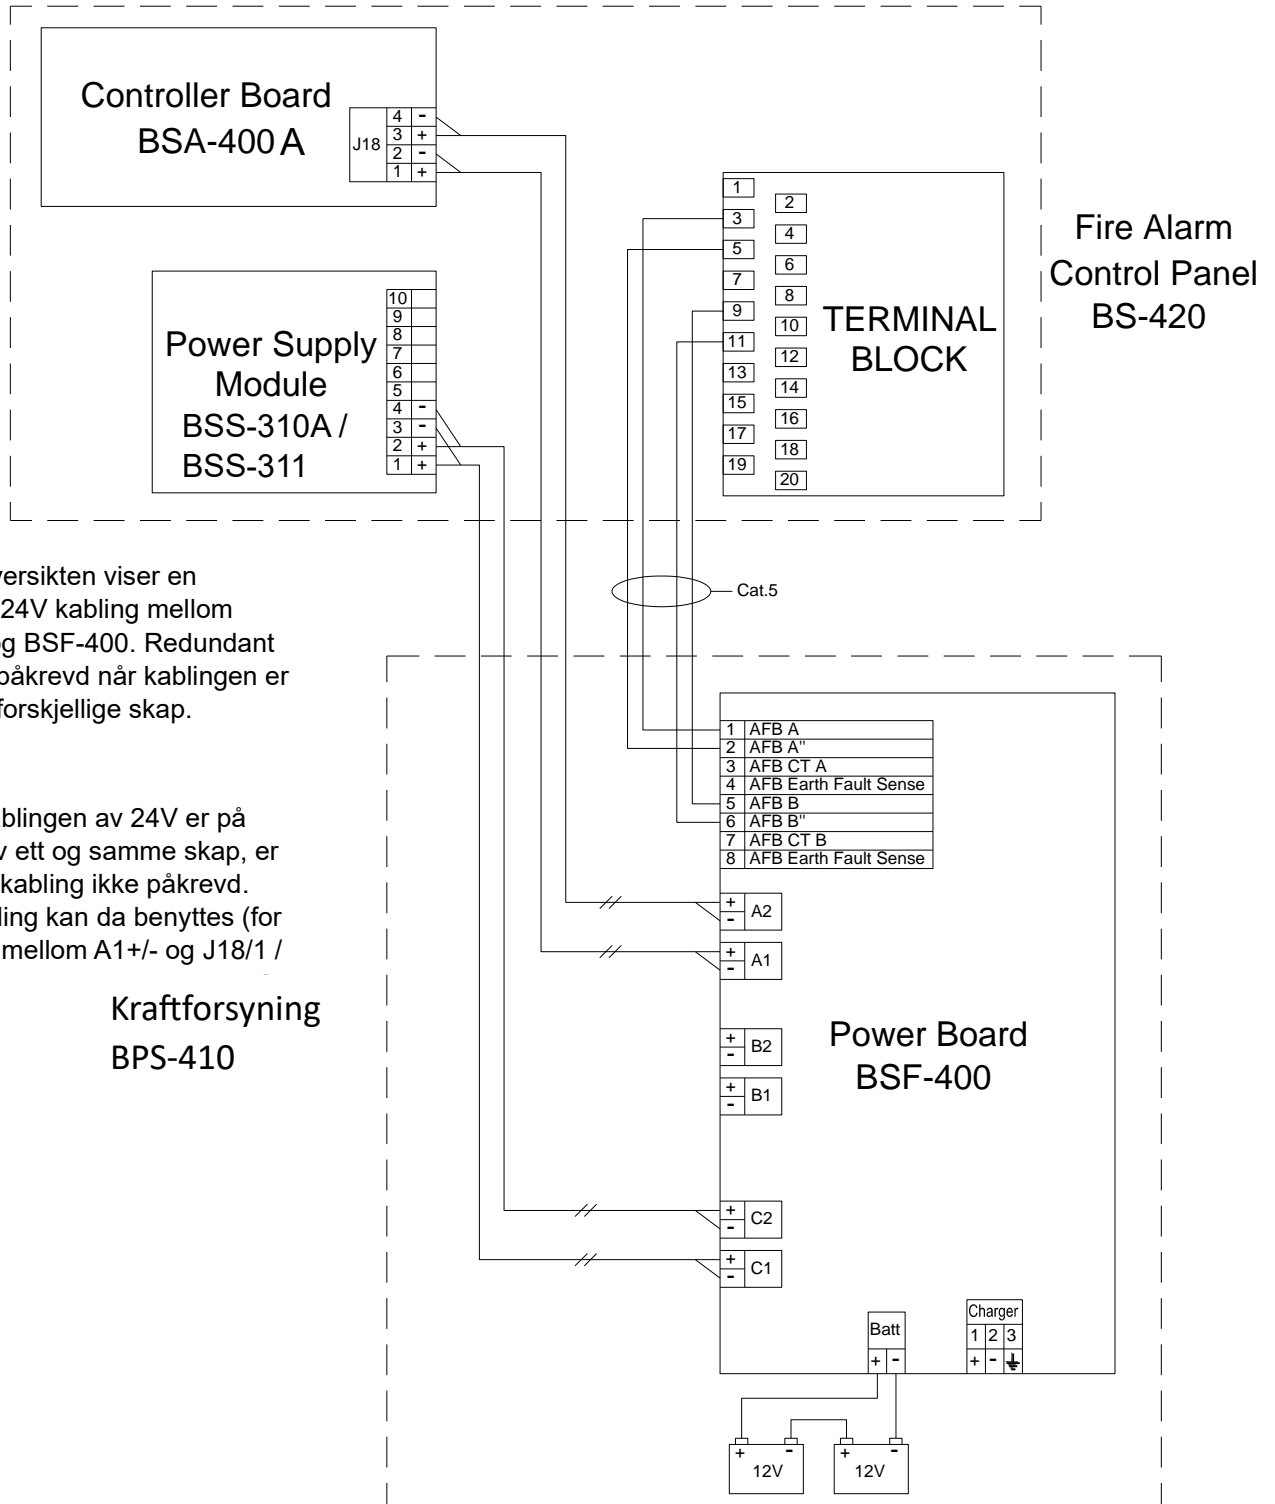 Controller Board
BSA-400 A
J18
4 -
3 +
2 -
1 +
Power Supply
Module
BSS-310A /
BSS-311
10
9
8
7
6
5
4 -
3 -
2 +
1 +
1
2
3
4
5
6
7
8
9
10
11
12
13
14
15
16
17
18
19
20
TERMINAL
BLOCK
Fire Alarm
Control Panel
BS-420
Cat.5
versikten viser en
24V kabling mellom
og BSF-400. Redundant
påkrevd når kablingen er
forskjellige skap.
ablingen av 24V er på
v ett og samme skap, er
kabling ikke påkrevd.
ling kan da benyttes (for
mellom A1+/- og J18/1 /
Kraftforsyning
BPS-410
1 AFB A
2 AFB A"
3 AFB CT A
4 AFB Earth Fault Sense
5 AFB B
6 AFB B"
7 AFB CT B
8 AFB Earth Fault Sense
+ - A2
+ - A1
+ - B2
+ - B1
+ - C2
+ - C1
Power Board
BSF-400
Batt
+ -
Charger
1 2 3
+ -
+ - 12V
+ - 12V